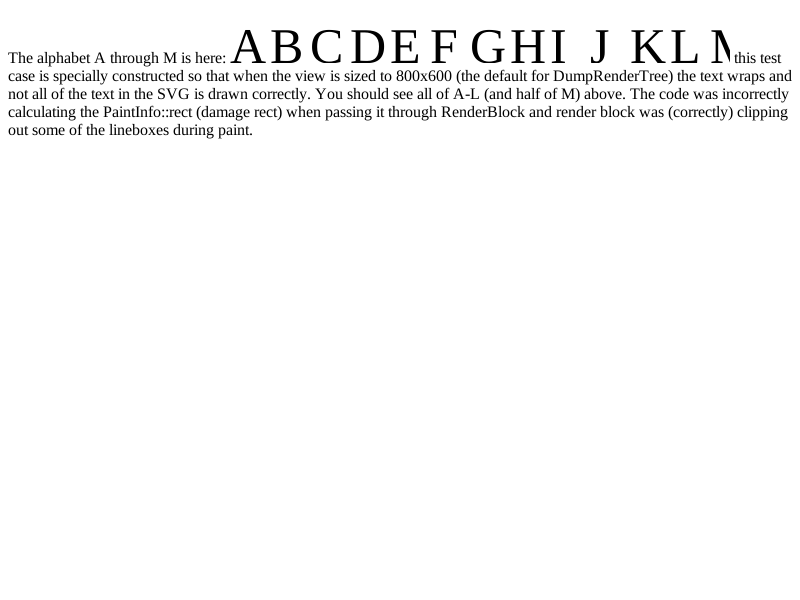 The alphabet A through M is here: A B C D E F G H I J K L M this test
case is specially constructed so that when the view is sized to 800x600 (the default for DumpRenderTree) the text wraps and
not all of the text in the SVG is drawn correctly. You should see all of A-L (and half of M) above. The code was incorrectly
calculating the PaintInfo::rect (damage rect) when passing it through RenderBlock and render block was (correctly) clipping
out some of the lineboxes during paint.